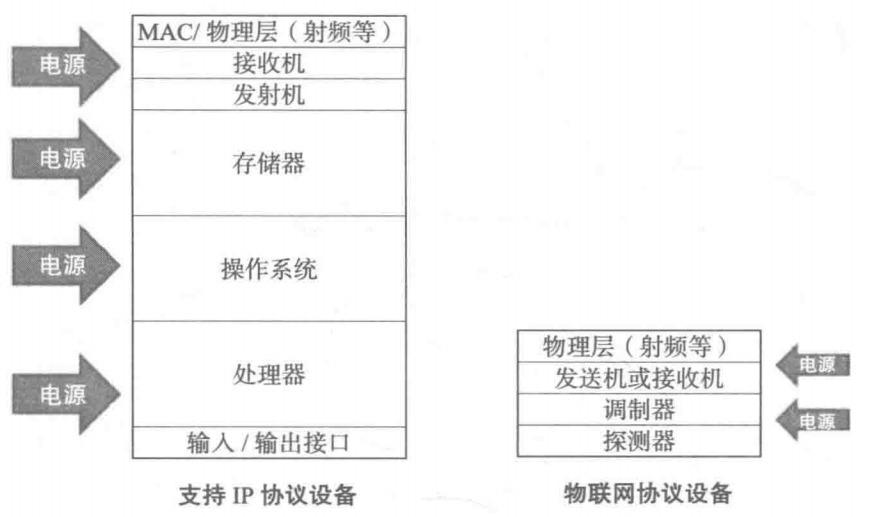 MAC/ 物理层（射频等）
电源
接收机
发射机
电源
存储器
电源
操作系统
电源
处理器
输入 / 输出接口
支持 IP 协议设备
物理层（射频等）
电源
发送机或接收机
调制器
电源
探测器
物联网协议设备